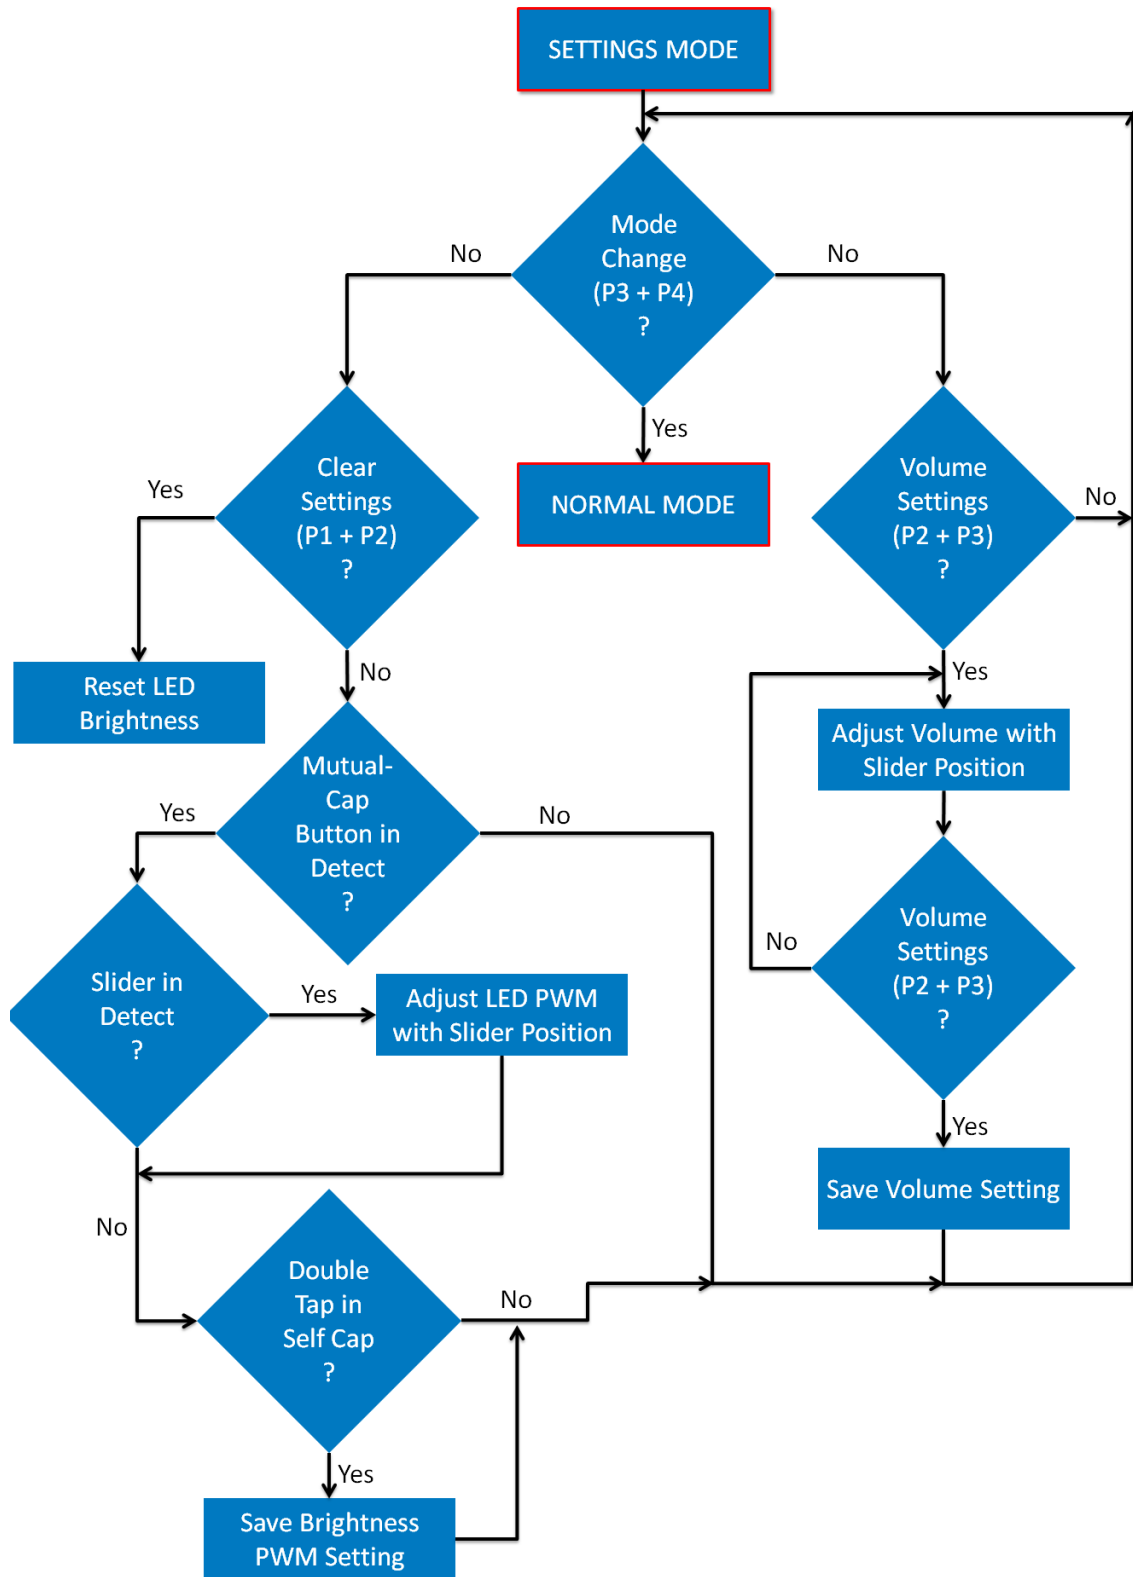 SETTINGS MODE
Mode
Change
(P3 + P4)
?
No
No
Yes
NORMAL MODE
Clear
Settings
(P1 + P2)
?
Yes
No
Volume
Settings
(P2 + P3)
?
No
Yes
Reset LED
Brightness
Mutual-
Cap
Button in
Detect
?
Yes
No
Adjust Volume with
Slider Position
Volume
Settings
(P2 + P3)
?
No
Yes
Slider in
Detect
?
Yes
No
Adjust LED PWM
with Slider Position
Save Volume Setting
Double
Tap in
Self Cap
?
No
Yes
Save Brightness
PWM Setting